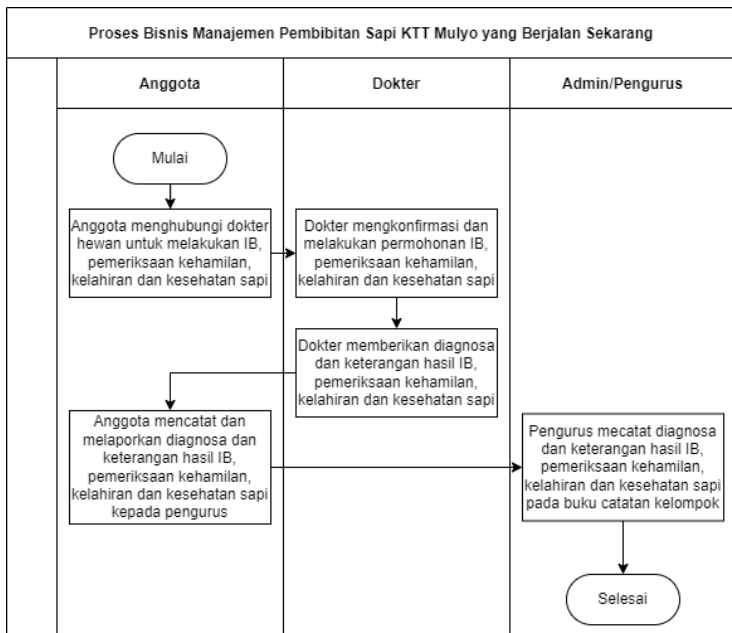 Proses Bisnis Manajemen Pembibitan Sapi KTT Mulyo yang Berjalan Sekarang
Anggota
Dokter
Admin/Pengurus
Mulai
Anggota menghubungi dokter
hewan untuk melakukan IB,
pemeriksaan kehamilan,
kelahiran dan kesehatan sapi
Dokter mengkonfirmasi dan
melakukan permohonan IB,
pemeriksaan kehamilan,
kelahiran dan kesehatan sapi
Dokter memberikan diagnosa
dan keterangan hasil IB,
pemeriksaan kehamilan,
kelahiran dan kesehatan sapi
Anggota mencatat dan
melaporkan diagnosa dan
keterangan hasil IB,
pemeriksaan kehamilan,
kelahiran dan kesehatan sapi
kepada pengurus
Pengurus mecatat diagnosa
dan keterangan hasil IB,
pemeriksaan kehamilan,
kelahiran dan kesehatan sapi
pada buku catatan kelompok
Selesai